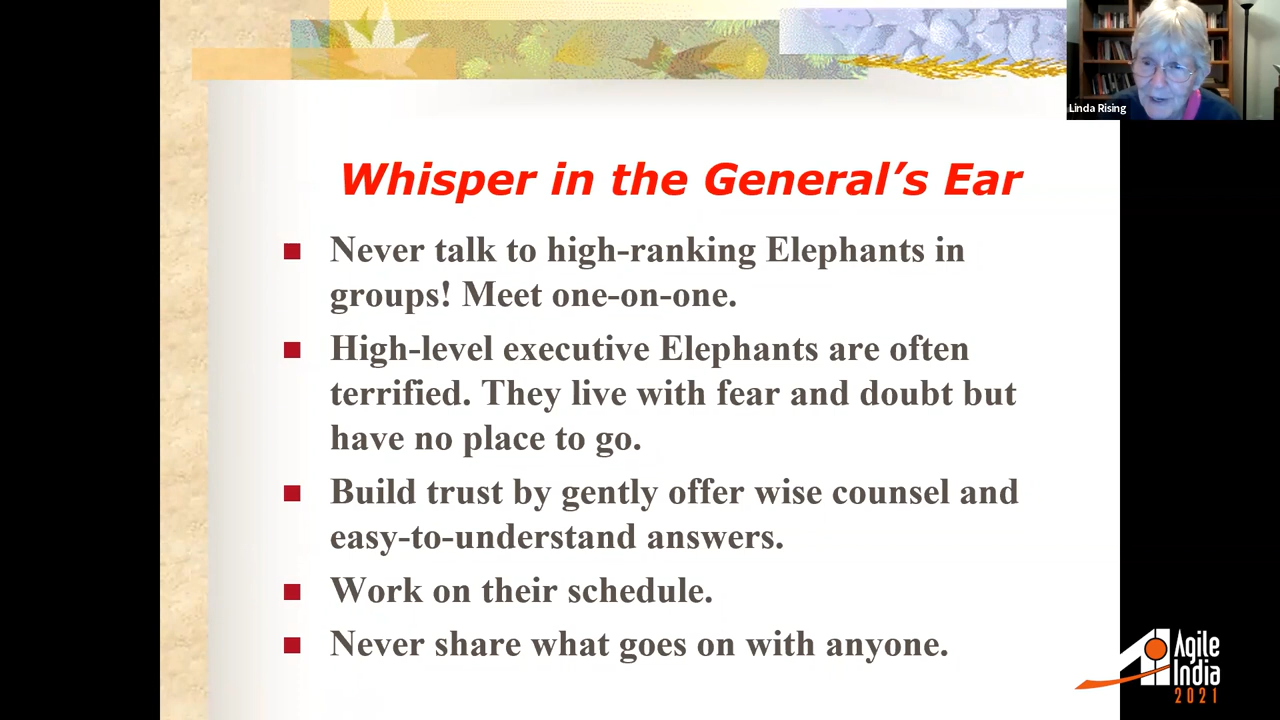 Linda Rising
Whisper in the General’s Ear
Never talk to high-ranking Elephants in
groups! Meet one-on-one.
High-level executive Elephants are often
terrified. They live with fear and doubt but
have no place to go.
Build trust by gently offer wise counsel and
easy-to-understand answers.
Work on their schedule.
Never share what goes on with anyone.
Agile
India
2021